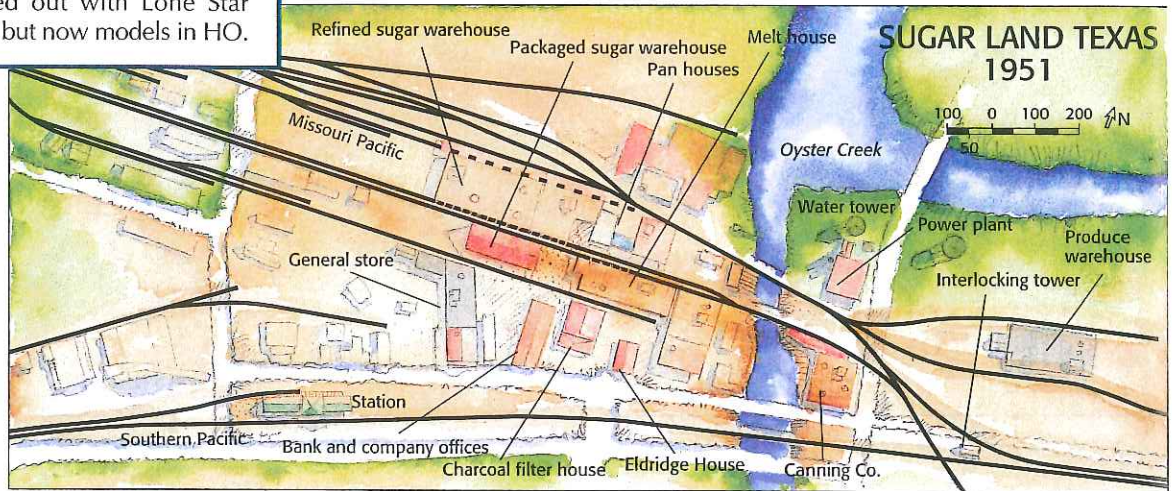 ed out with Lone Star
but now models in HO.
SUGAR LAND TEXAS
1951
100 0 100 200 N
50
Refined sugar warehouse
Packaged sugar warehouse
Melt house
Pan houses
Missouri Pacific
Oyster Creek
Water tower
Power plant
Produce
warehouse
Interlocking tower
General store
Station
Southern Pacific
Bank and company offices
Charcoal filter house
Eldridge House
Canning Co.